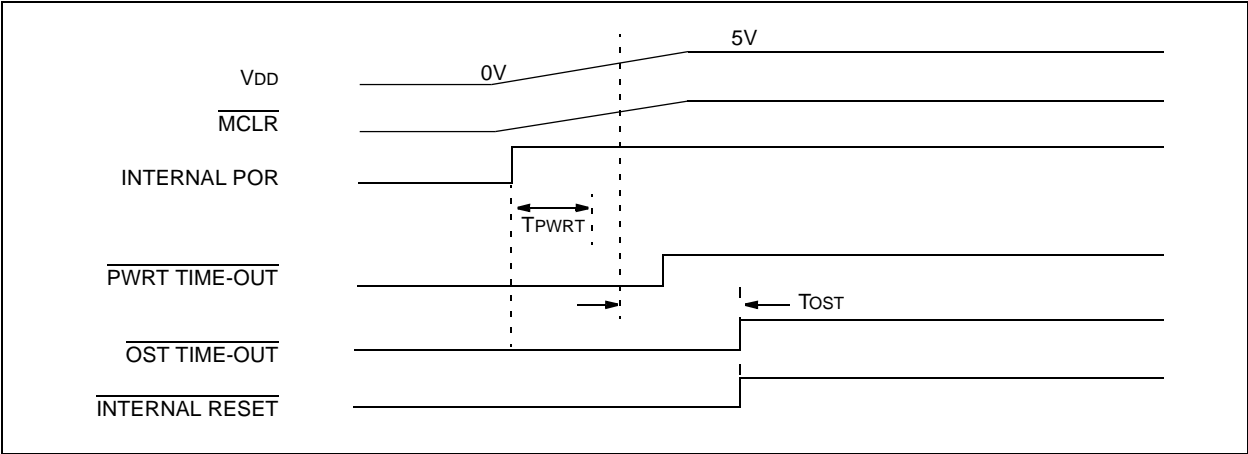 5V
0V
VDD
MCLR
INTERNAL POR
TPWRT
PWRT TIME-OUT
TOST
OST TIME-OUT
INTERNAL RESET